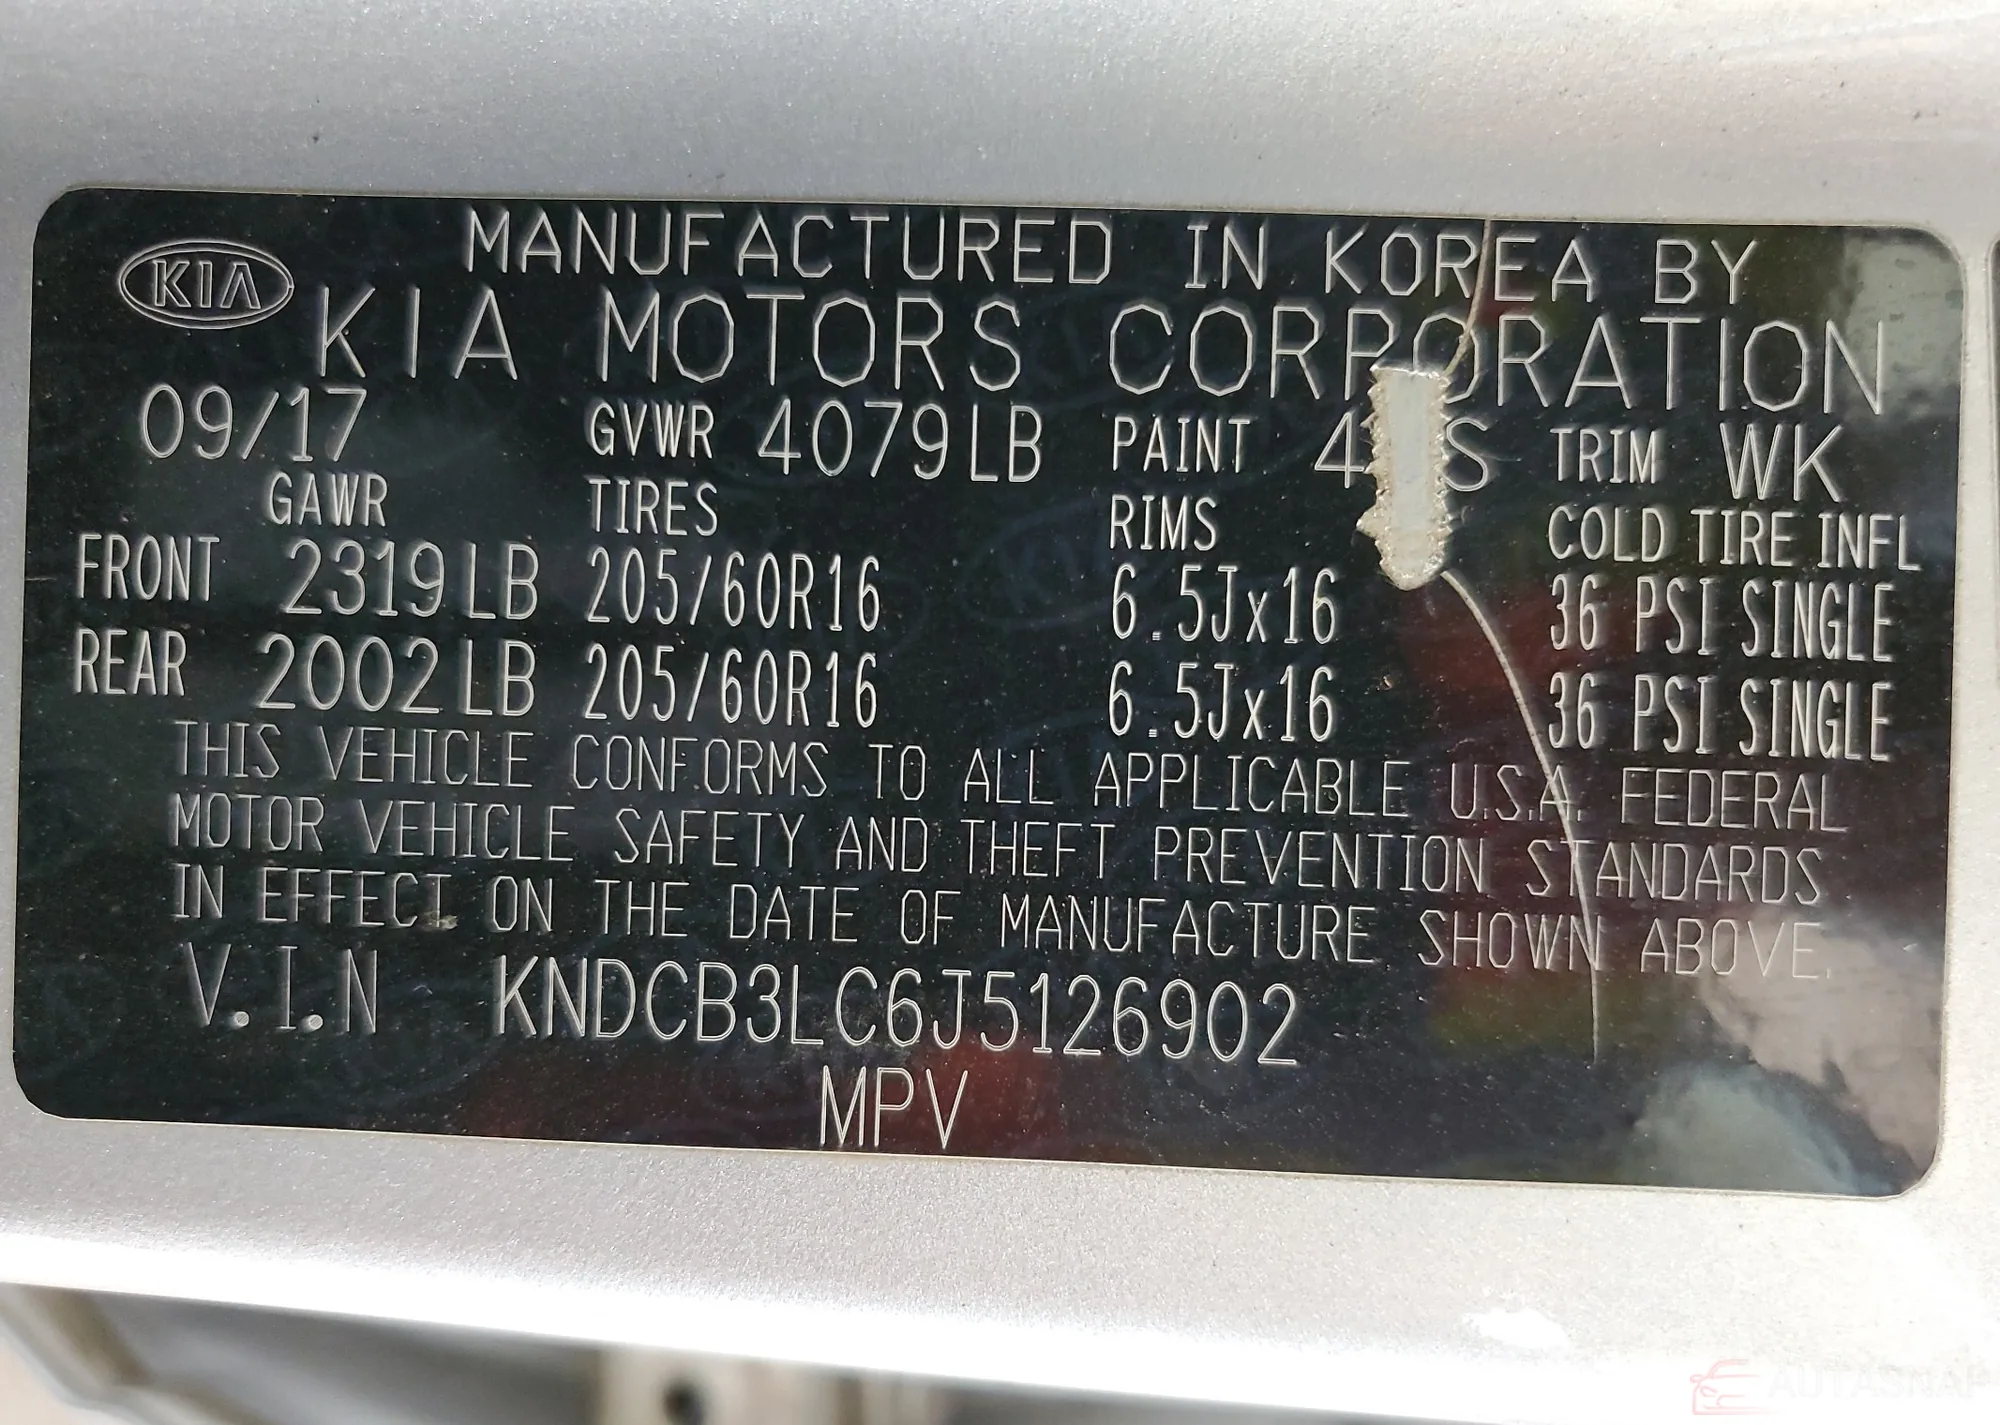 KIA
MANUFACTURED IN KOREA BY
KIA MOTORS CORPORATION
09/17 GVWR 4079LB PAINT TRIM WK
GAWR TIRES RIMS COLD TIRE INFL
FRONT 2319LB 205/60R16 6.5Jx16 36 PSI SINGLE
REAR 2002LB 205/60R16 6.5Jx16 36 PSI SINGLE
THIS VEHICLE CONFORMS TO ALL APPLICABLE U.S.A. FEDERAL
MOTOR VEHICLE SAFETY AND THEFT PREVENTION STANDARDS
IN EFFECT ON THE DATE OF MANUFACTURE SHOWN ABOVE.
V.I.N KNDCB3LC6J5126902
MPV
AUTASNAP